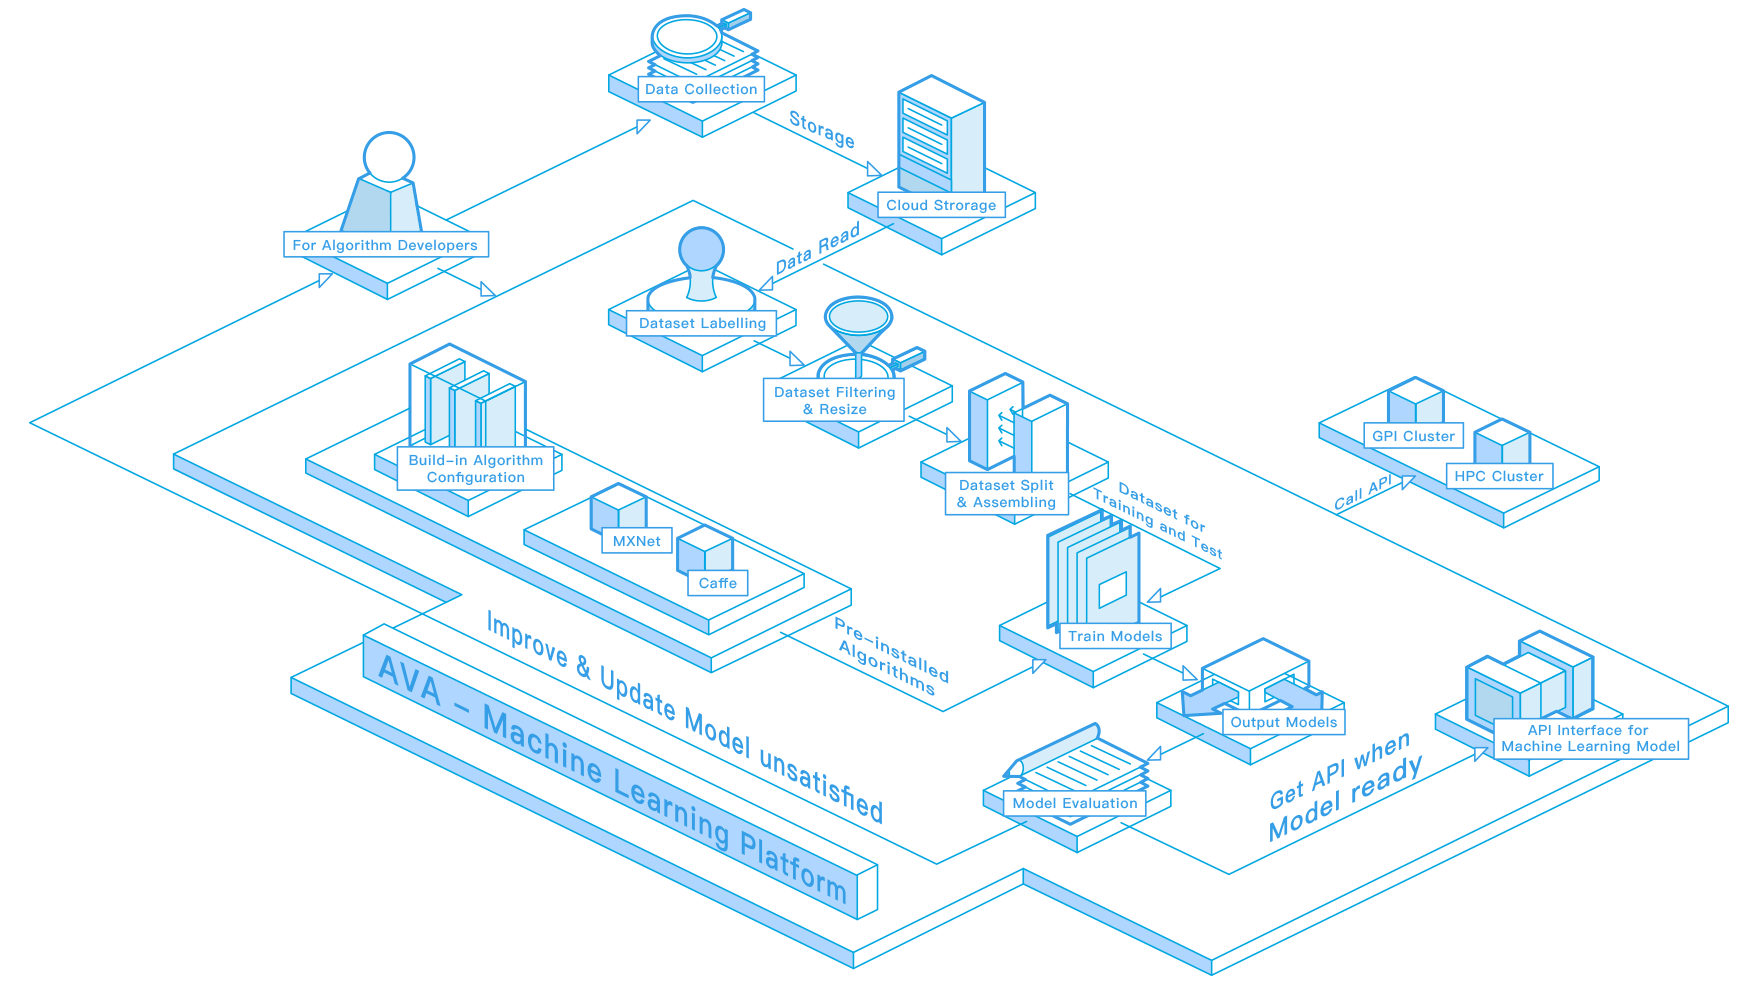 Data Collection
Storage
Cloud Strorage
For Algorithm Developers
Data Read
Dataset Labelling
Dataset Filtering
& Resize
Build-in Algorithm
Configuration
MXNet
Caffe
Dataset Split
& Assembling
Dataset for
Training and Test
GPI Cluster
HPC Cluster
Call API
Pre-installed
Algorithms
Train Models
Output Models
Model Evaluation
Improve & Update Model unsatisfied
Get API when
Model ready
API Interface for
Machine Learning Model
AVA - Machine Learning Platform